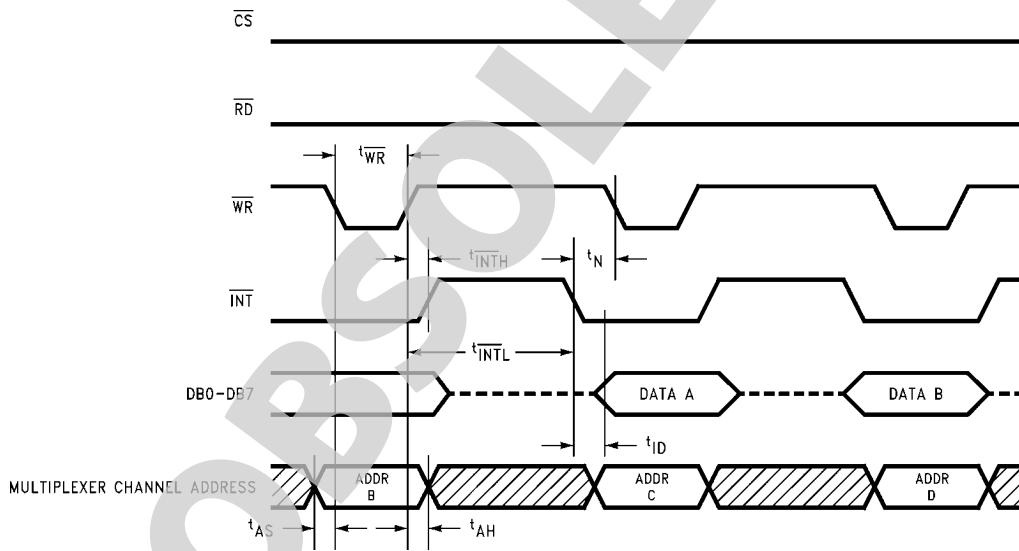 CS
RD
tWR
WR
tINTH
tN
INT
tINTL
DB0-DB7
DATA A
DATA B
tID
MULTIPLEXER CHANNEL ADDRESS
ADDR
B
ADDR
C
ADDR
D
tAS
tAH
OBSOLE